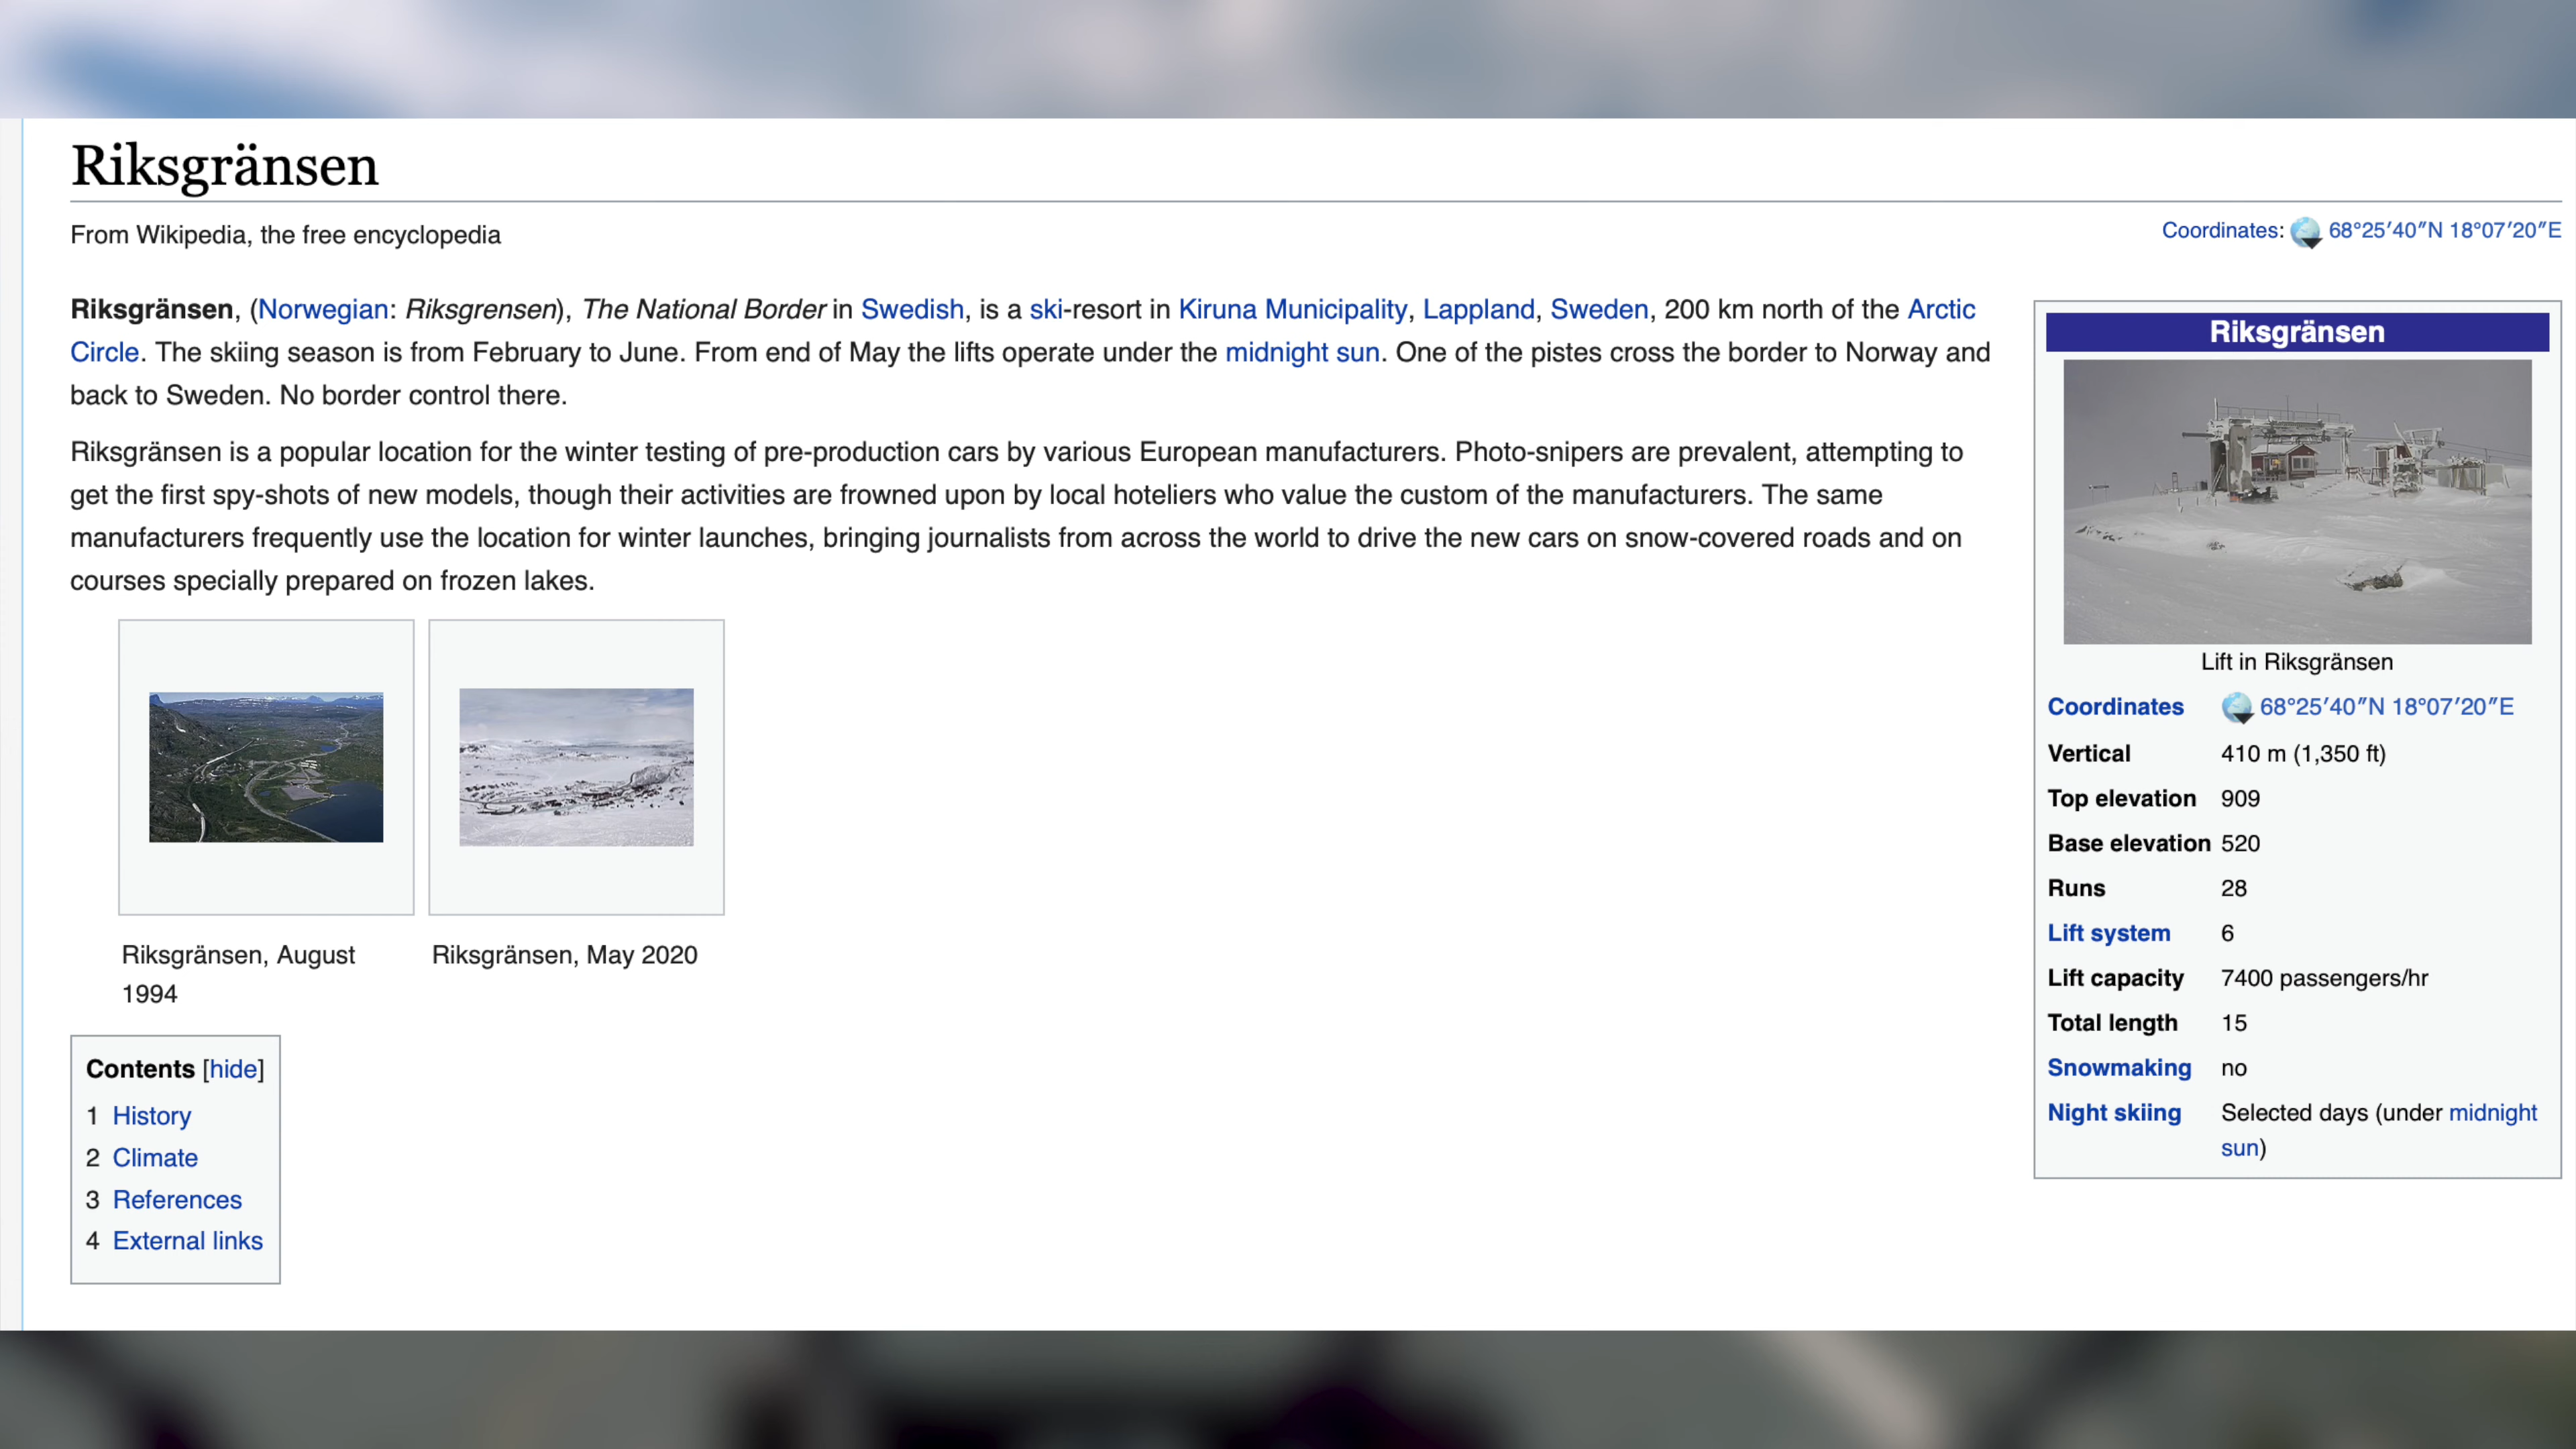 Riksgränsen
From Wikipedia, the free encyclopedia
Coordinates: 68°25′40″N 18°07′20″E
Riksgränsen, (Norwegian: Riksgrensen), The National Border in Swedish, is a ski-resort in Kiruna Municipality, Lappland, Sweden, 200 km north of the Arctic
Circle. The skiing season is from February to June. From end of May the lifts operate under the midnight sun. One of the pistes cross the border to Norway and
back to Sweden. No border control there.
Riksgränsen is a popular location for the winter testing of pre-production cars by various European manufacturers. Photo-snipers are prevalent, attempting to
get the first spy-shots of new models, though their activities are frowned upon by local hoteliers who value the custom of the manufacturers. The same
manufacturers frequently use the location for winter launches, bringing journalists from across the world to drive the new cars on snow-covered roads and on
courses specially prepared on frozen lakes.
Riksgränsen, August
1994
Riksgränsen, May 2020
Contents [hide]
1 History
2 Climate
3 References
4 External links
Riksgränsen
Lift in Riksgränsen
Coordinates 68°25′40″N 18°07′20″E
Vertical 410 m (1,350 ft)
Top elevation 909
Base elevation 520
Runs 28
Lift system 6
Lift capacity 7400 passengers/hr
Total length 15
Snowmaking no
Night skiing Selected days (under midnight
sun)